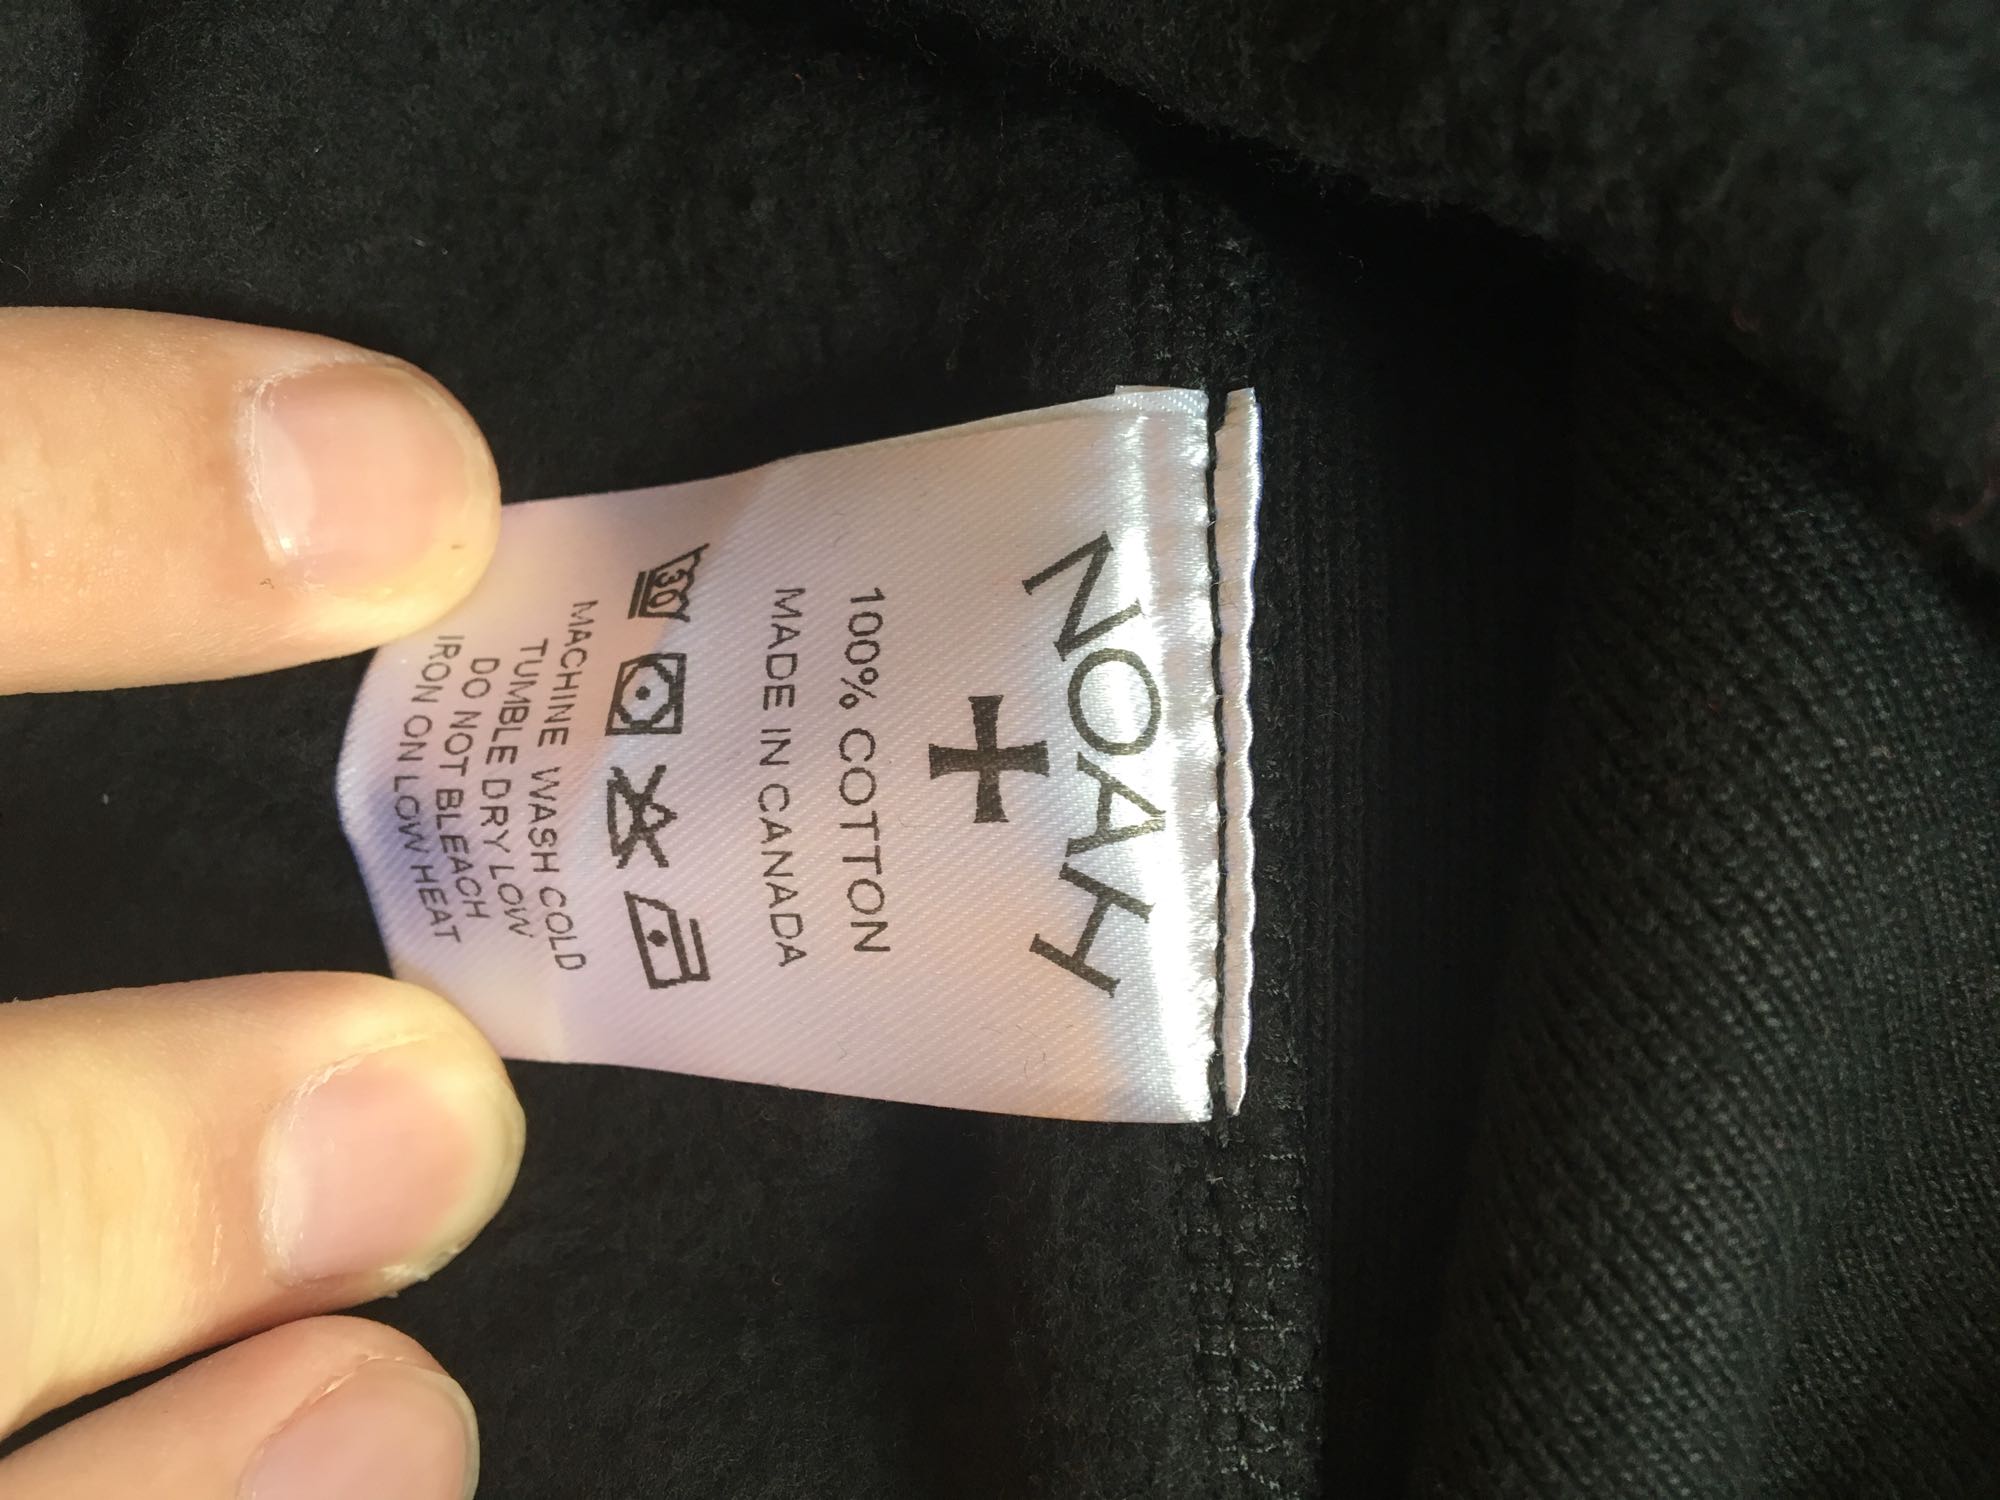 NOAH
100% COTTON
MADE IN CANADA
30
MACHINE WASH COLD
TUMBLE DRY LOW
DO NOT BLEACH
IRON ON LOW HEAT